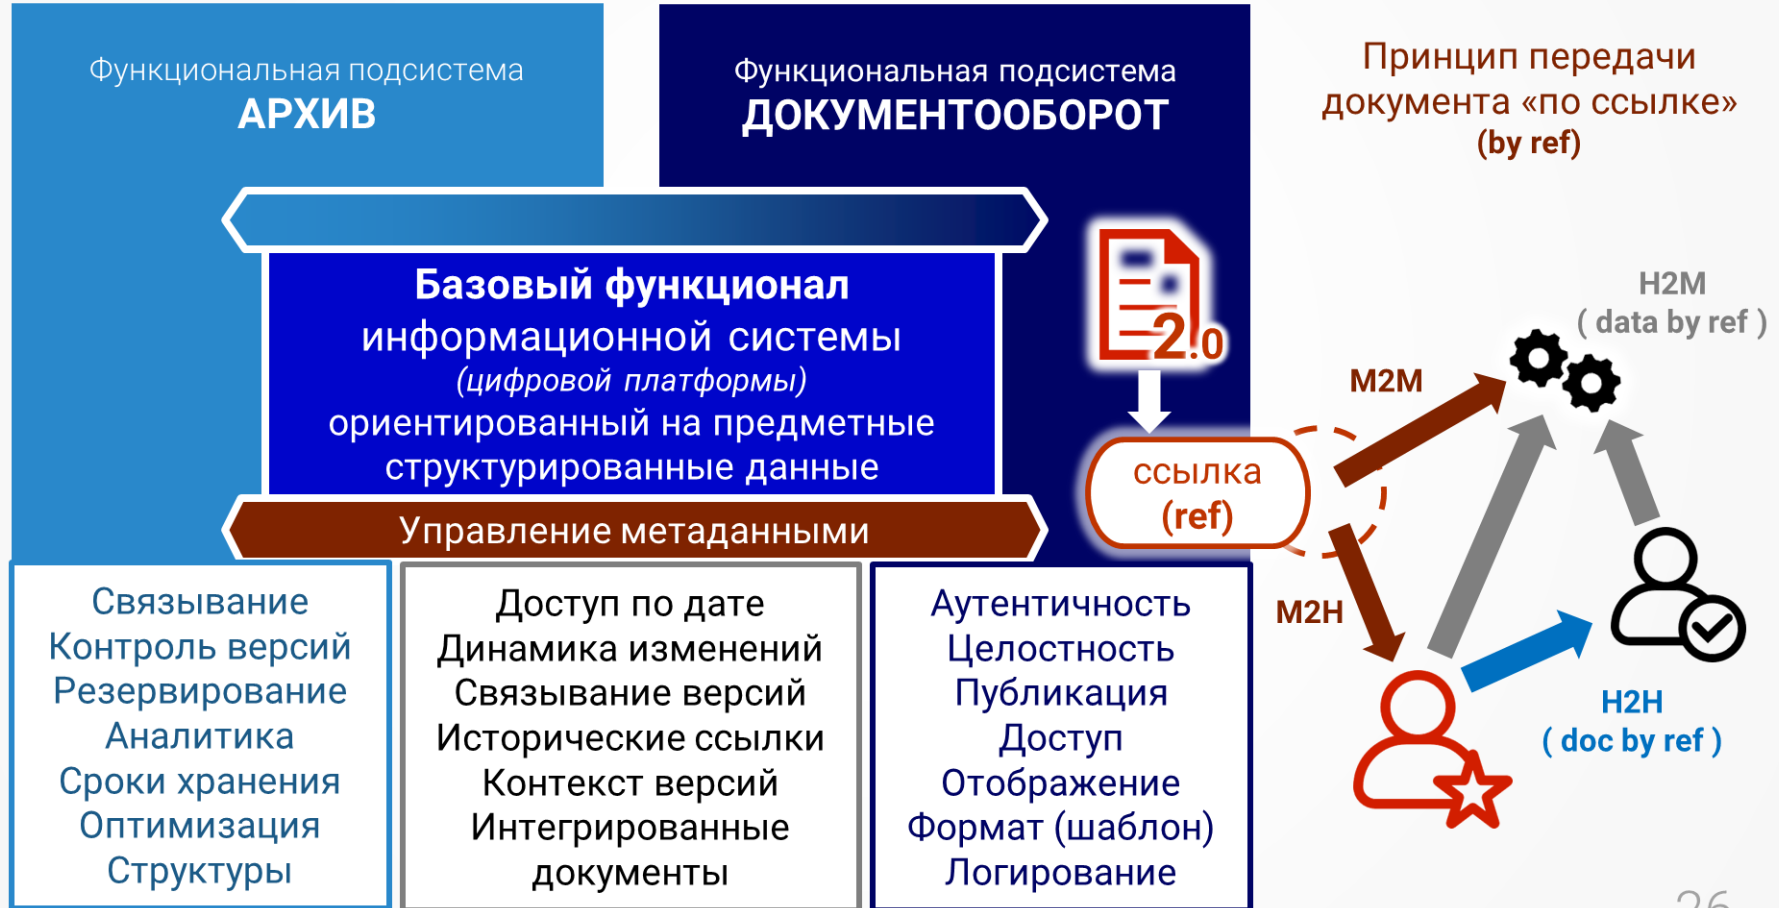 Функциональная подсистема
АРХИВ
Функциональная подсистема
ДОКУМЕНТООБОРОТ
Принцип передачи
документа «по ссылке»
(by ref)
Базовый функционал
информационной системы
(цифровой платформы)
ориентированный на предметные
структурированные данные
Управление метаданными
2.0
ссылка
(ref)
H2M
( data by ref )
M2M
M2H
H2H
( doc by ref )
Связывание
Контроль версий
Резервирование
Аналитика
Сроки хранения
Оптимизация
Структуры
Доступ по дате
Динамика изменений
Связывание версий
Исторические ссылки
Контекст версий
Интегрированные
документы
Аутентичность
Целостность
Публикация
Доступ
Отображение
Формат (шаблон)
Логирование
26